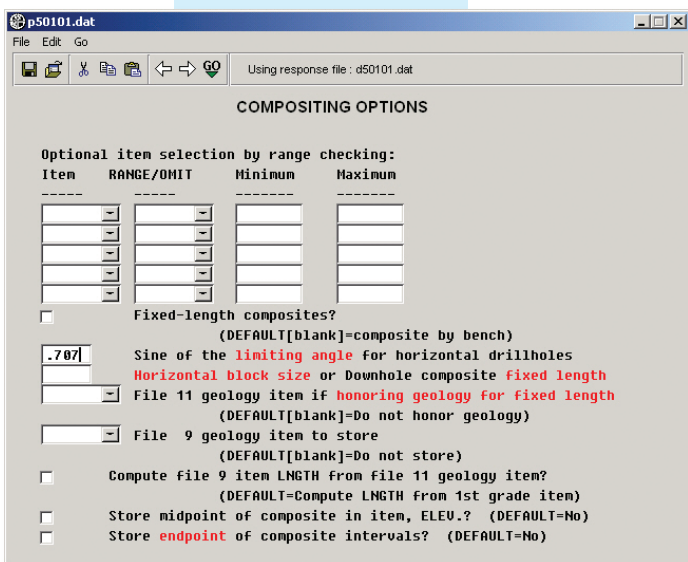 p50101.dat
File Edit Go
GO Using response file : d50101.dat
COMPOSITING OPTIONS
Optional item selection by range checking:
Item RANGE/OMIT Minimum Maximum
----- ----- ------- -------
Fixed-length composites?
(DEFAULT[blank]=composite by bench)
.707 Sine of the limiting angle for horizontal drillholes
Horizontal block size or Downhole composite fixed length
File 11 geology item if honoring geology for fixed length
(DEFAULT[blank]=Do not honor geology)
File 9 geology item to store
(DEFAULT[blank]=Do not store)
Compute file 9 item LNGTH from file 11 geology item?
(DEFAULT=Compute LNGTH from 1st grade item)
Store midpoint of composite in item, ELEV.? (DEFAULT=No)
Store endpoint of composite intervals? (DEFAULT=No)